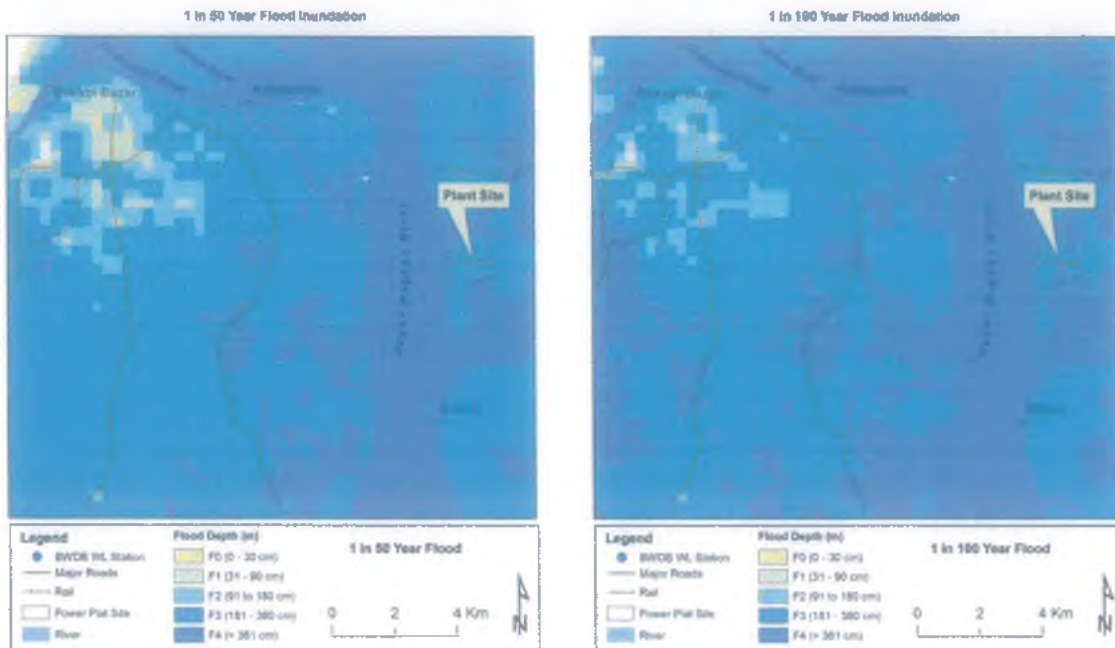 1 in 50 Year Flood Inundation
Plant Site
Legend
BWDB WL Station
Major Roads
Rail
Power Plat Site
River
Flood Depth (m)
F0 (0 - 30 cm)
F1 (31 - 90 cm)
F2 (91 to 180 cm)
F3 (181 - 360 cm)
F4 (> 361 cm)
1 in 50 Year Flood
0 2 4 Km
N
1 in 100 Year Flood Inundation
Plant Site
Legend
BWDB WL Station
Major Roads
Rail
Power Plat Site
River
Flood Depth (m)
F0 (0 - 30 cm)
F1 (31 - 90 cm)
F2 (91 to 180 cm)
F3 (181 - 360 cm)
F4 (> 361 cm)
1 in 100 Year Flood
0 2 4 Km
N